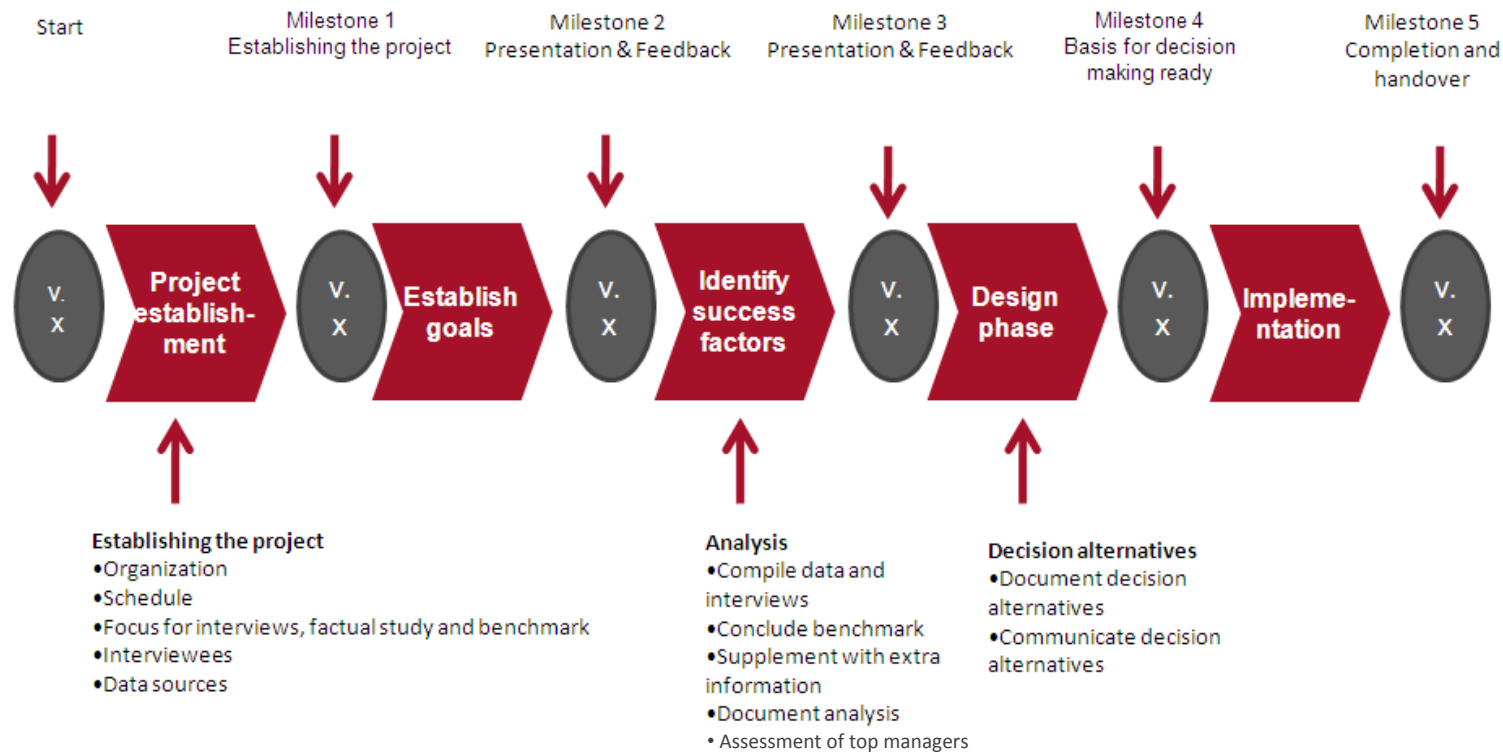 Start
Milestone 1
Establishing the project
Milestone 2
Presentation & Feedback
Milestone 3
Presentation & Feedback
Milestone 4
Basis for decision
making ready
Milestone 5
Completion and
handover
V.
X
Project
establish-
ment
V.
X
Establish
goals
V.
X
Identify
success
factors
V.
X
Design
phase
V.
X
Impleme-
ntation
V.
X
Establishing the project
•Organization
•Schedule
•Focus for interviews, factual study and benchmark
•Interviewees
•Data sources
Analysis
•Compile data and
interviews
•Conclude benchmark
•Supplement with extra
information
•Document analysis
• Assessment of top managers
Decision alternatives
•Document decision
alternatives
•Communicate decision
alternatives